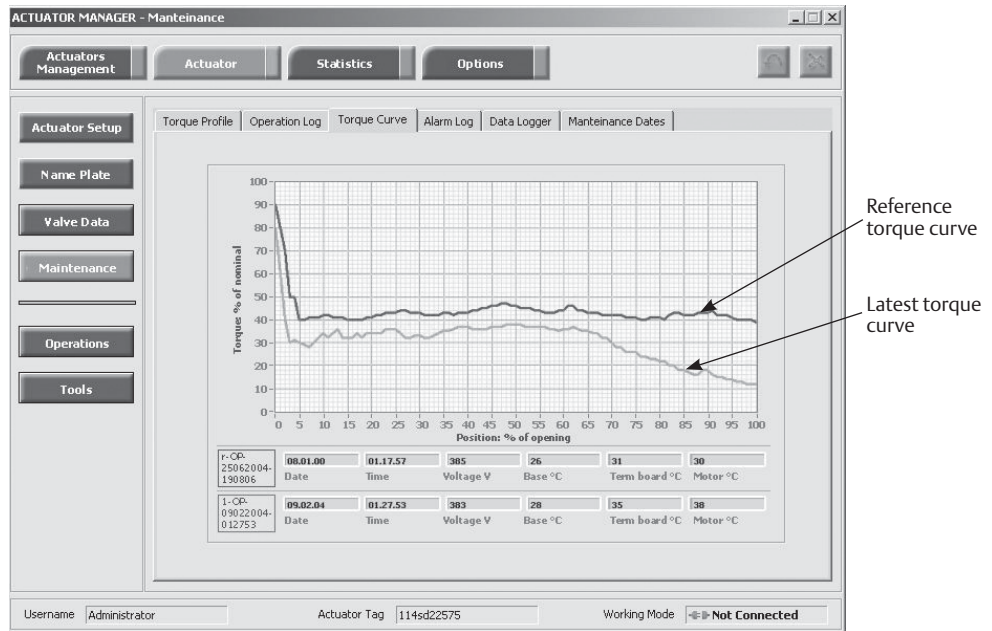 ACTUATOR MANAGER - Manteinance
Actuators Management
Actuator
Statistics
Options
Actuator Setup
Name Plate
Valve Data
Maintenance
Operations
Tools
Torque Profile
Operation Log
Torque Curve
Alarm Log
Data Logger
Manteinance Dates
Torque: % of nominal
100
90
80
70
60
50
40
30
20
10
0
0 5 10 15 20 25 30 35 40 45 50 55 60 65 70 75 80 85 90 95 100
Position: % of opening
Reference
torque curve
Latest torque
curve
r-OP-
25062004-
190806
08.01.00 01.17.57 385 26 31 30
Date Time Voltage V Base °C Term board °C Motor °C
1-OP-
09022004-
012753
09.02.04 01.27.53 383 28 35 38
Date Time Voltage V Base °C Term board °C Motor °C
Username Administrator
Actuator Tag 114sd22575
Working Mode Not Connected